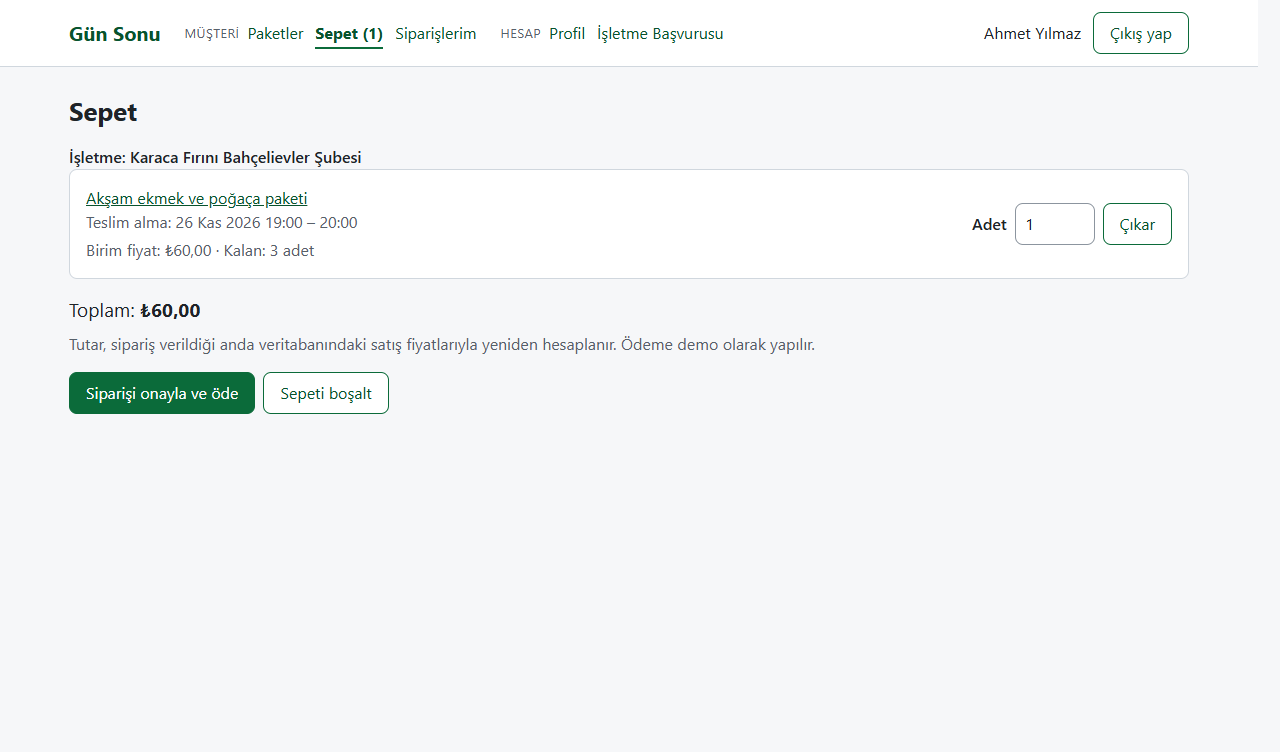 Gün Sonu MÜŞTERİ Paketler Sepet (1) Siparişlerim HESAP Profil İşletme Başvurusu Ahmet Yılmaz Çıkış yap
Sepet
İşletme: Karaca Fırını Bahçelievler Şubesi
Akşam ekmek ve poğaça paketi
Teslim alma: 26 Kas 2026 19:00 – 20:00
Birim fiyat: ₺60,00 · Kalan: 3 adet
Adet 1 Çıkar
Toplam: ₺60,00
Tutar, sipariş verildiği anda veritabanındaki satış fiyatlarıyla yeniden hesaplanır. Ödeme demo olarak yapılır.
Siparişi onayla ve öde Sepeti boşalt